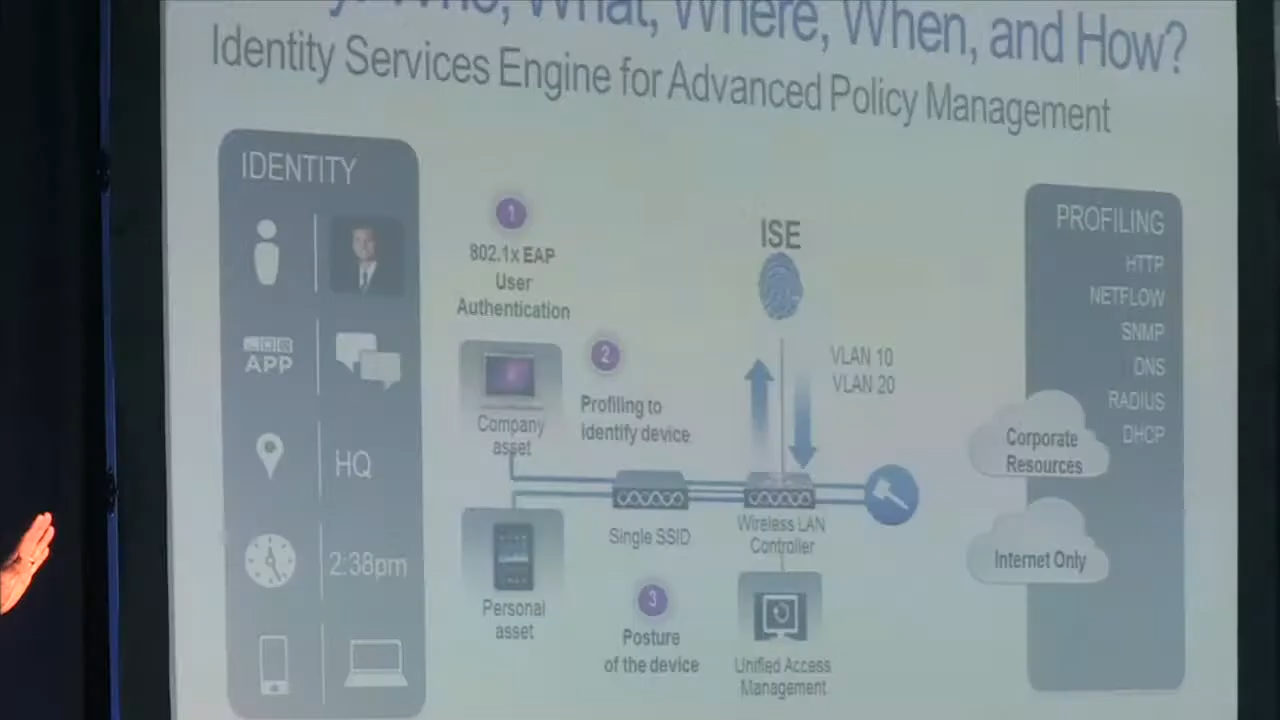 Who, What, Where, When, and How?
Identity Services Engine for Advanced Policy Management
IDENTITY
APP
HQ
2:38pm
1
802.1x EAP
User
Authentication
Company
asset
2
Profiling to
identify device
Personal
asset
Single SSID
3
Posture
of the device
ISE
VLAN 10
VLAN 20
Wireless LAN
Controller
Unified Access
Management
PROFILING
HTTP
NETFLOW
SNMP
DNS
RADIUS
DHCP
Corporate
Resources
Internet Only